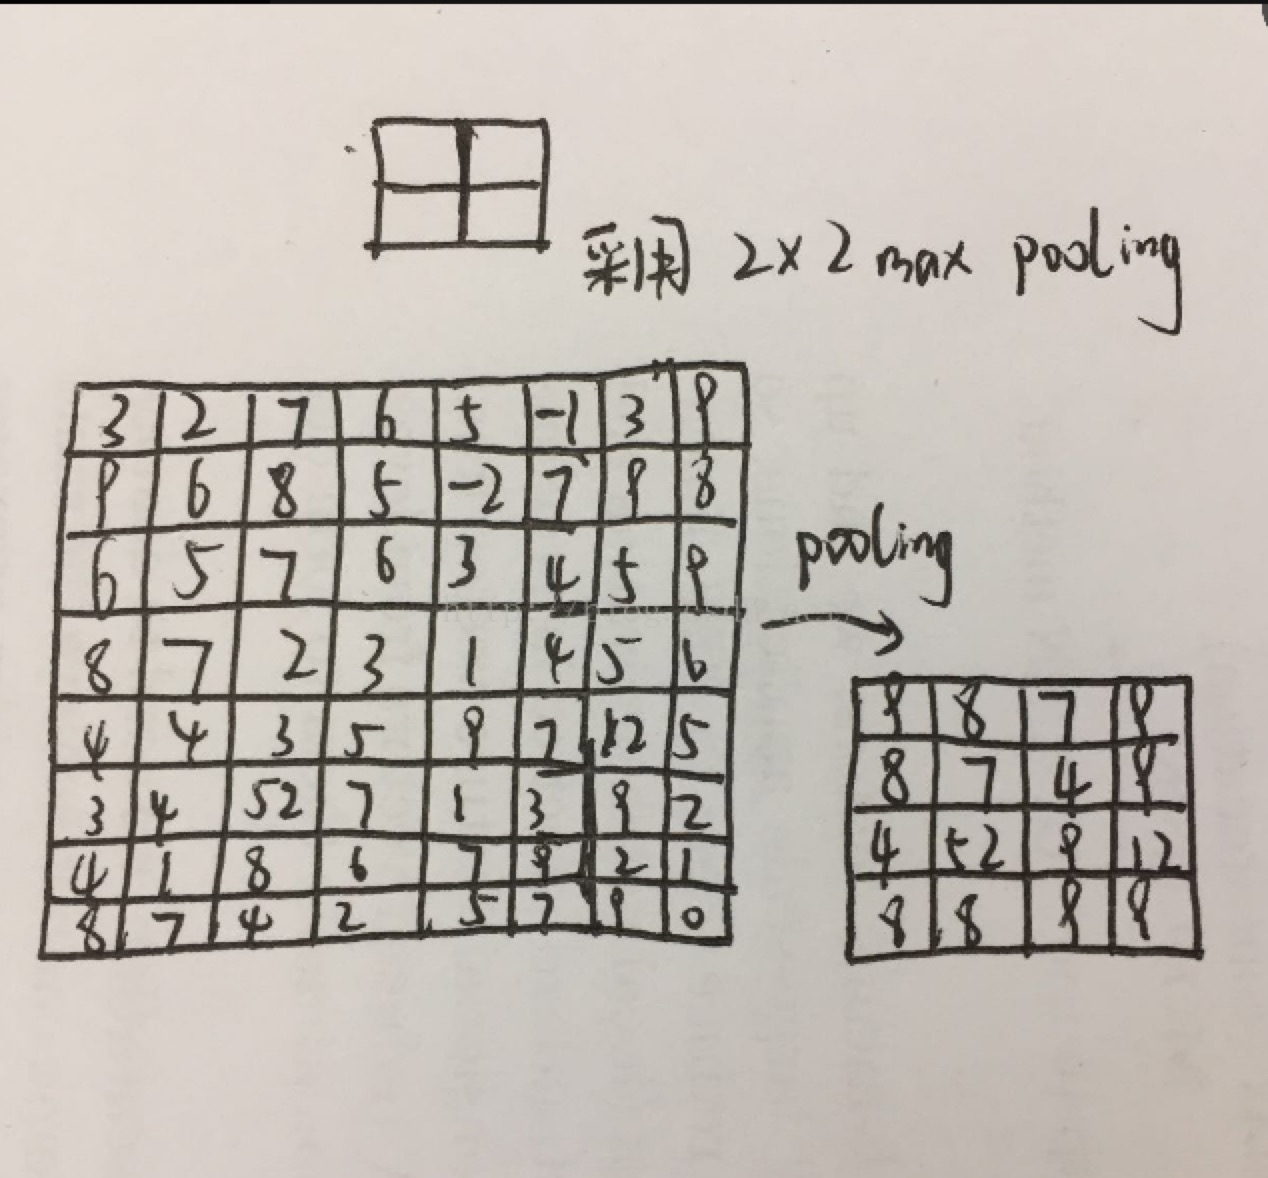 采用 2×2 max pooling
3 2 7 6 5 -1 3 9
9 6 8 5 -2 7 9 8
6 5 7 6 3 4 5 9
8 7 2 3 1 4 5 6
4 4 3 5 9 7 12 5
3 4 52 7 1 3 9 2
4 1 8 6 7 9 2 1
8 7 4 2 5 7 9 0
pooling
9 8 7 9
8 7 4 9
4 52 9 12
8 8 9 9